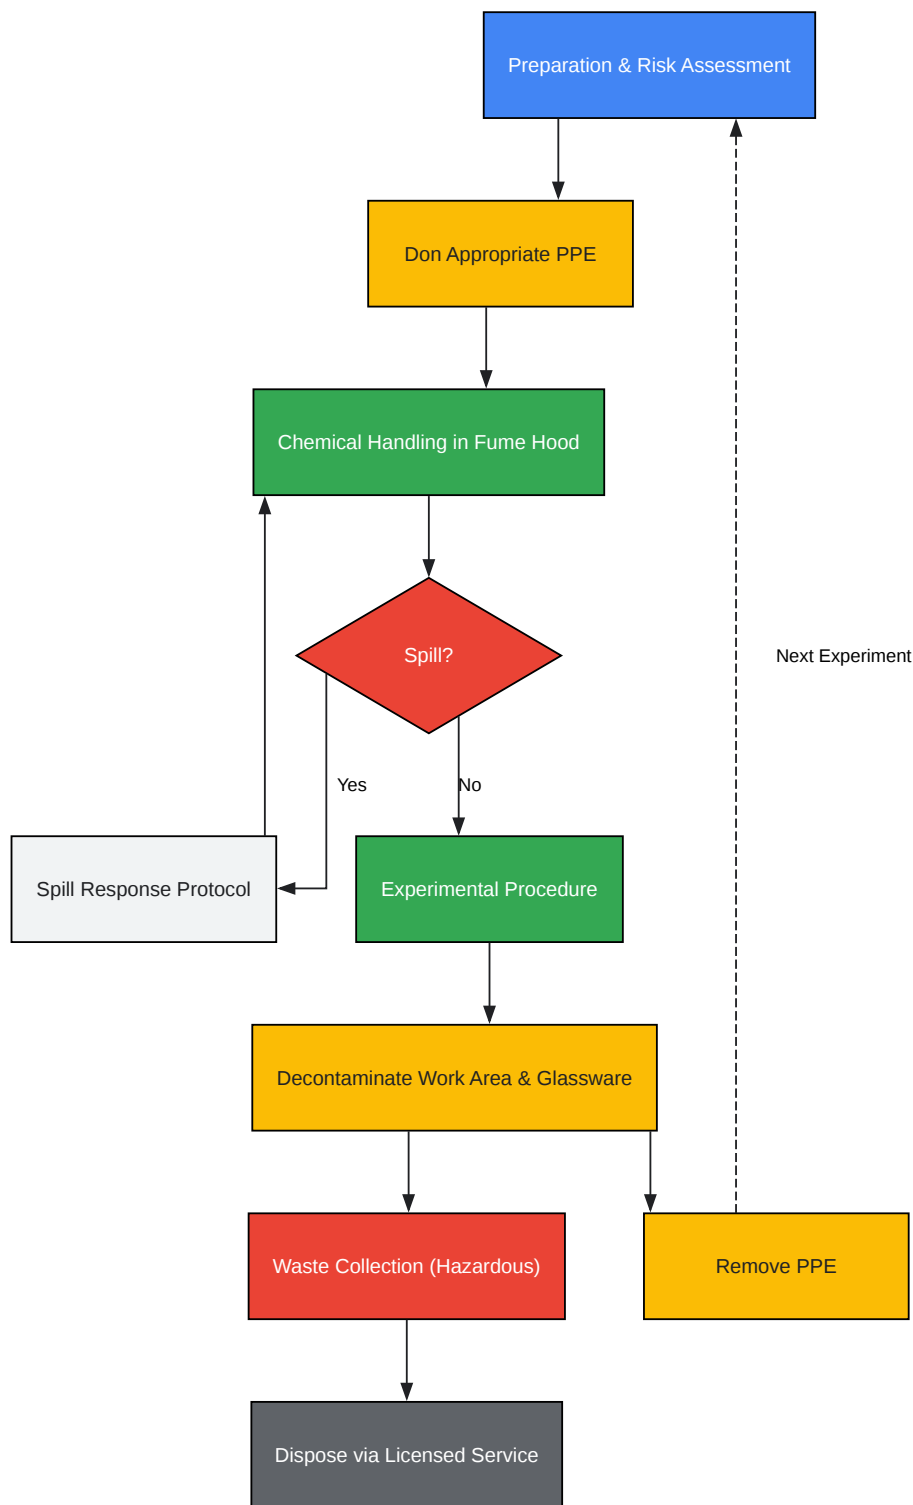 Preparation & Risk Assessment
Don Appropriate PPE
Chemical Handling in Fume Hood
Spill?
Next Experiment
Yes
No
Spill Response Protocol
Experimental Procedure
Decontaminate Work Area & Glassware
Waste Collection (Hazardous)
Remove PPE
Dispose via Licensed Service